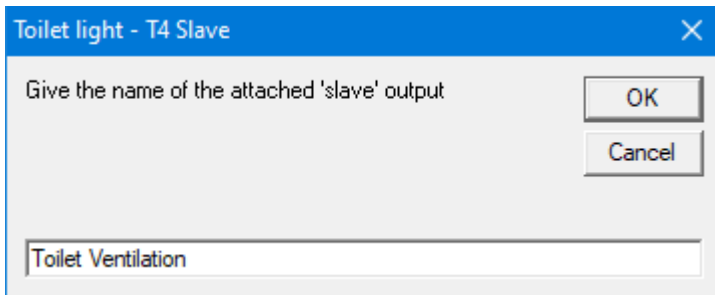 Toilet light - T4 Slave
Give the name of the attached 'slave' output
OK
Cancel
Toilet Ventilation